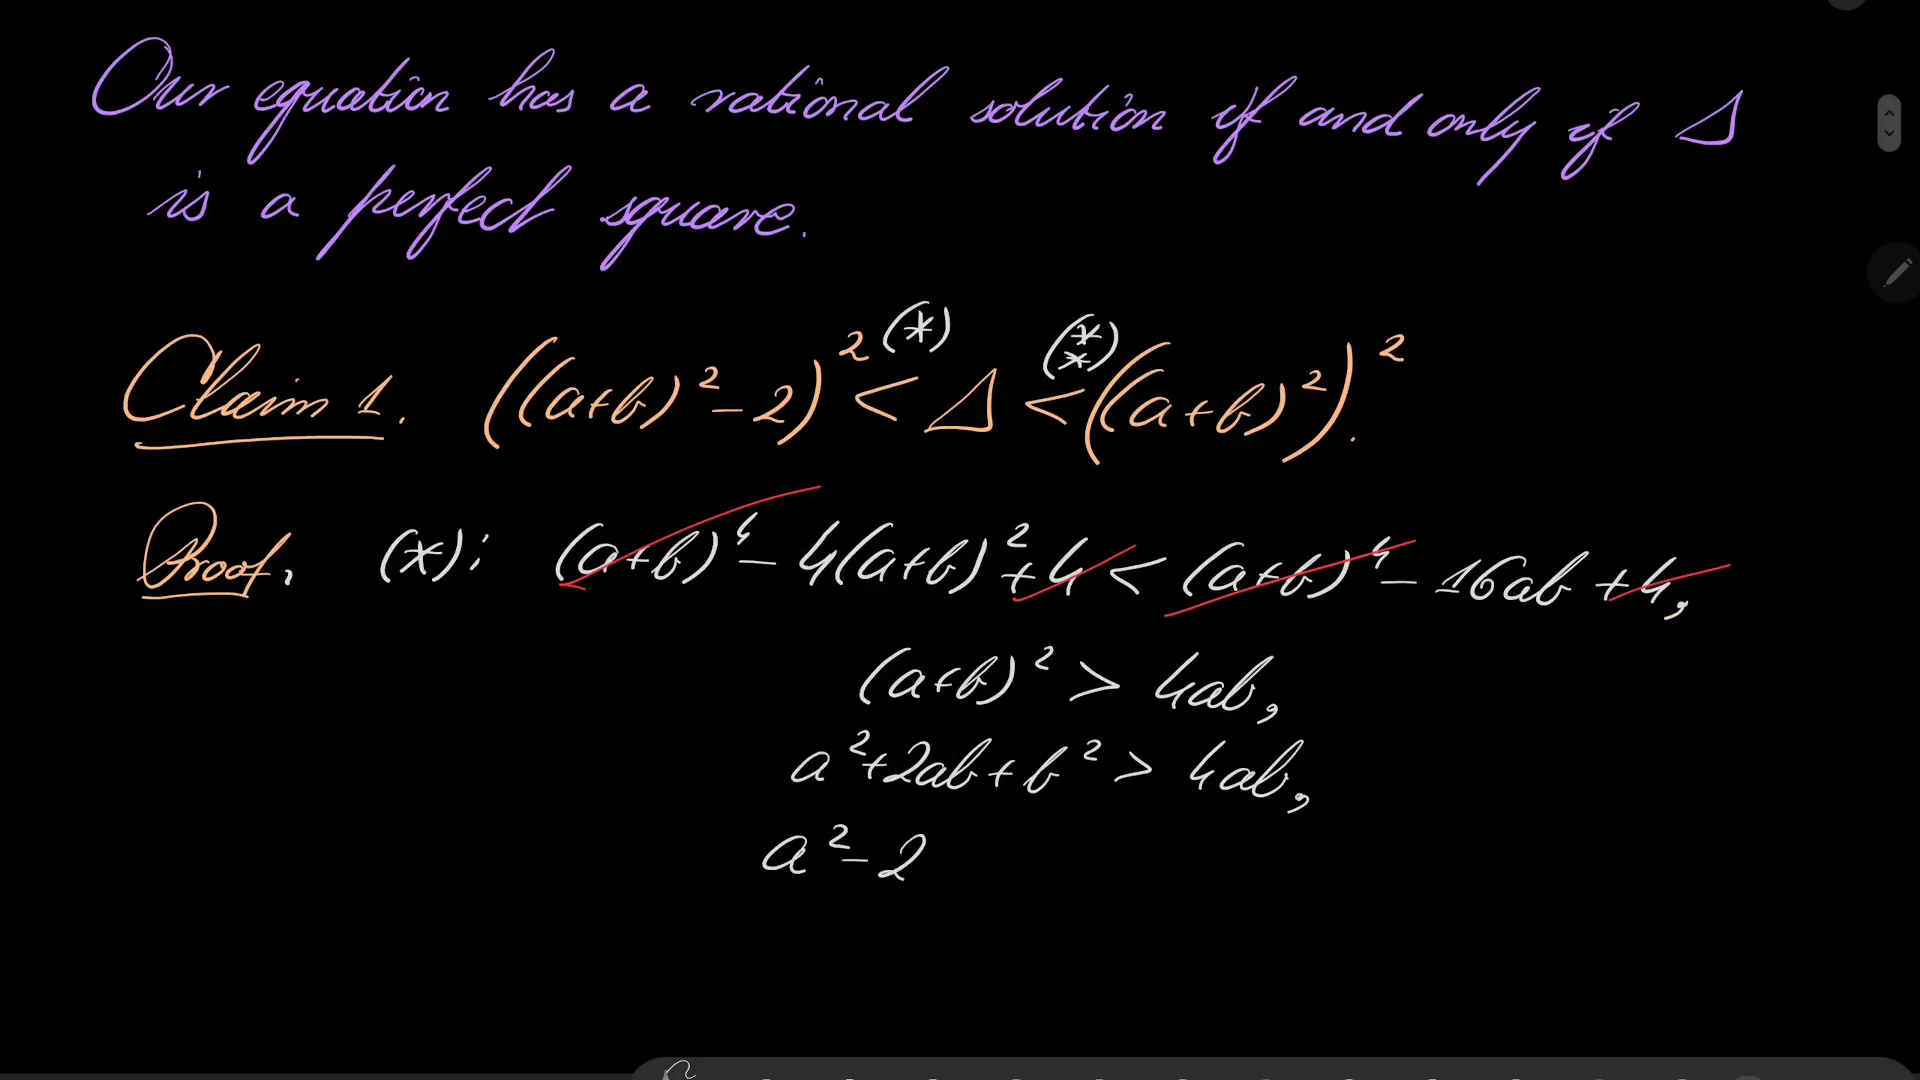 Our equation has a rational solution if and only if Δ
is a perfect square.
Claim 1. ((a+b)²-2)² <(*) Δ <(**) ((a+b)²)².
Proof. (*): (a+b)⁴ - 4(a+b)² + 4 < (a+b)⁴ - 16ab + 4,
(a+b)² > 4ab,
a² + 2ab + b² > 4ab,
a² - 2